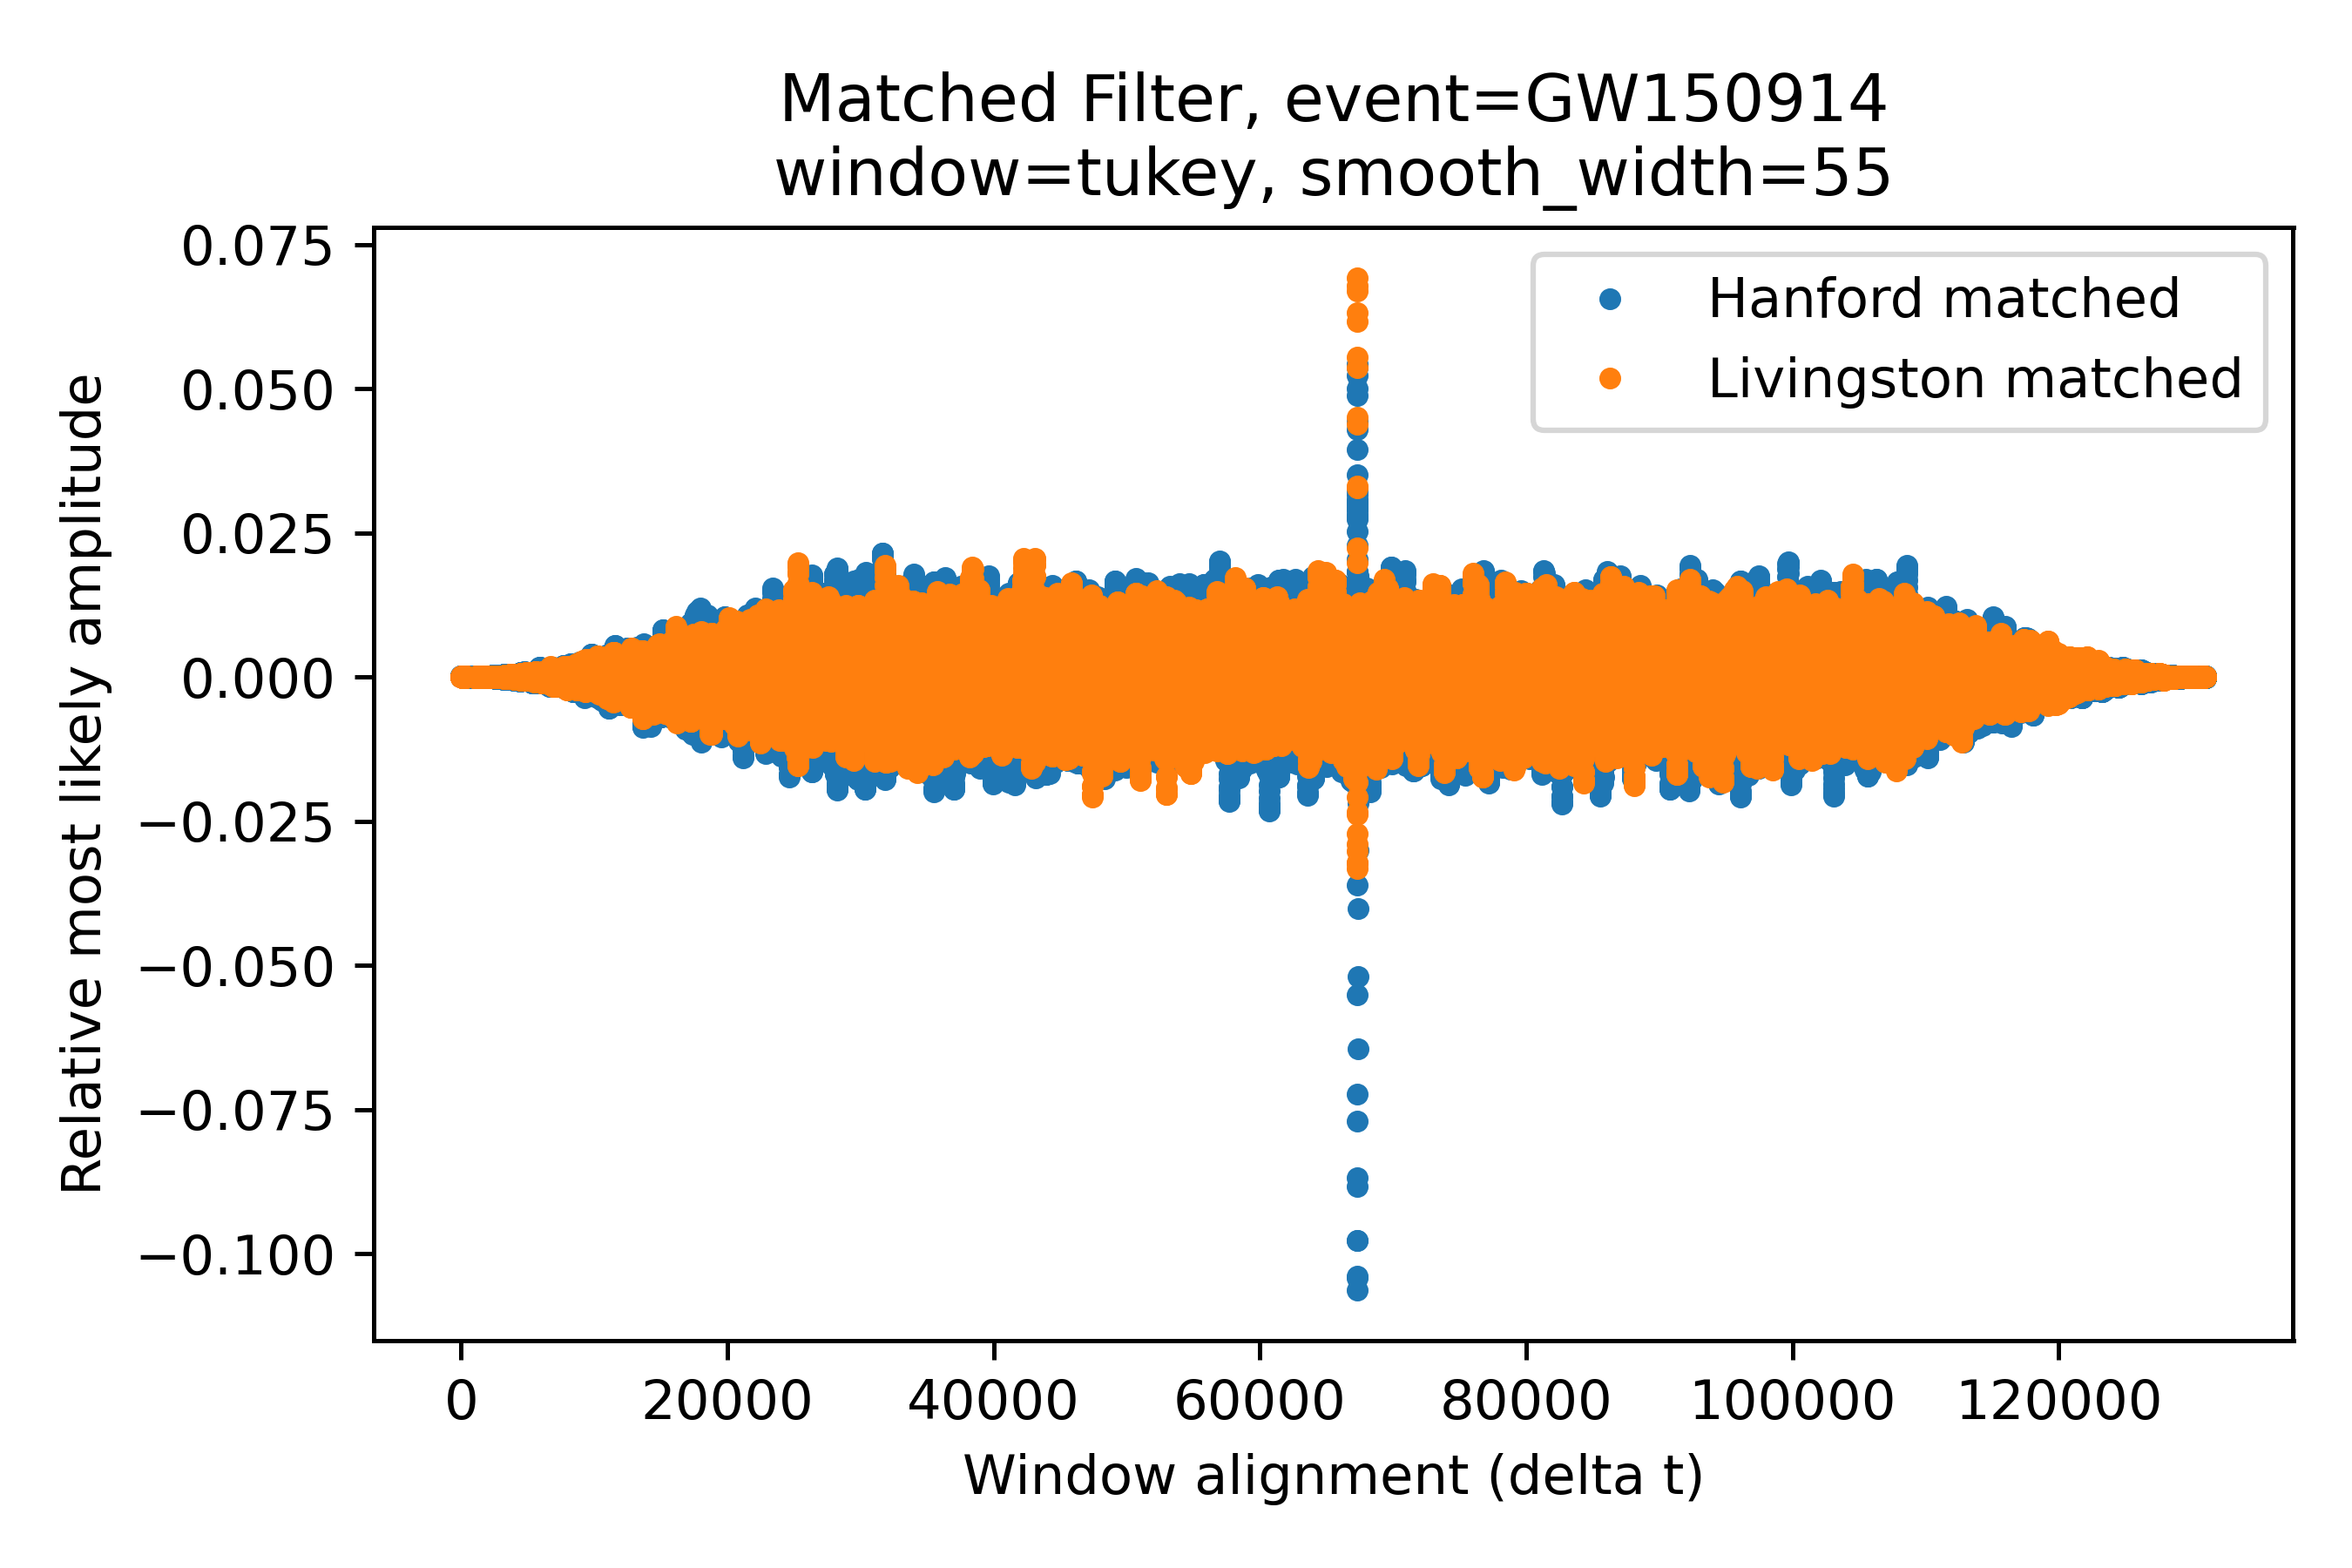 Matched Filter, event=GW150914
window=tukey, smooth_width=55
Hanford matched
Livingston matched
Relative most likely amplitude
0.075
0.050
0.025
0.000
−0.025
−0.050
−0.075
−0.100
0 20000 40000 60000 80000 100000 120000
Window alignment (delta t)